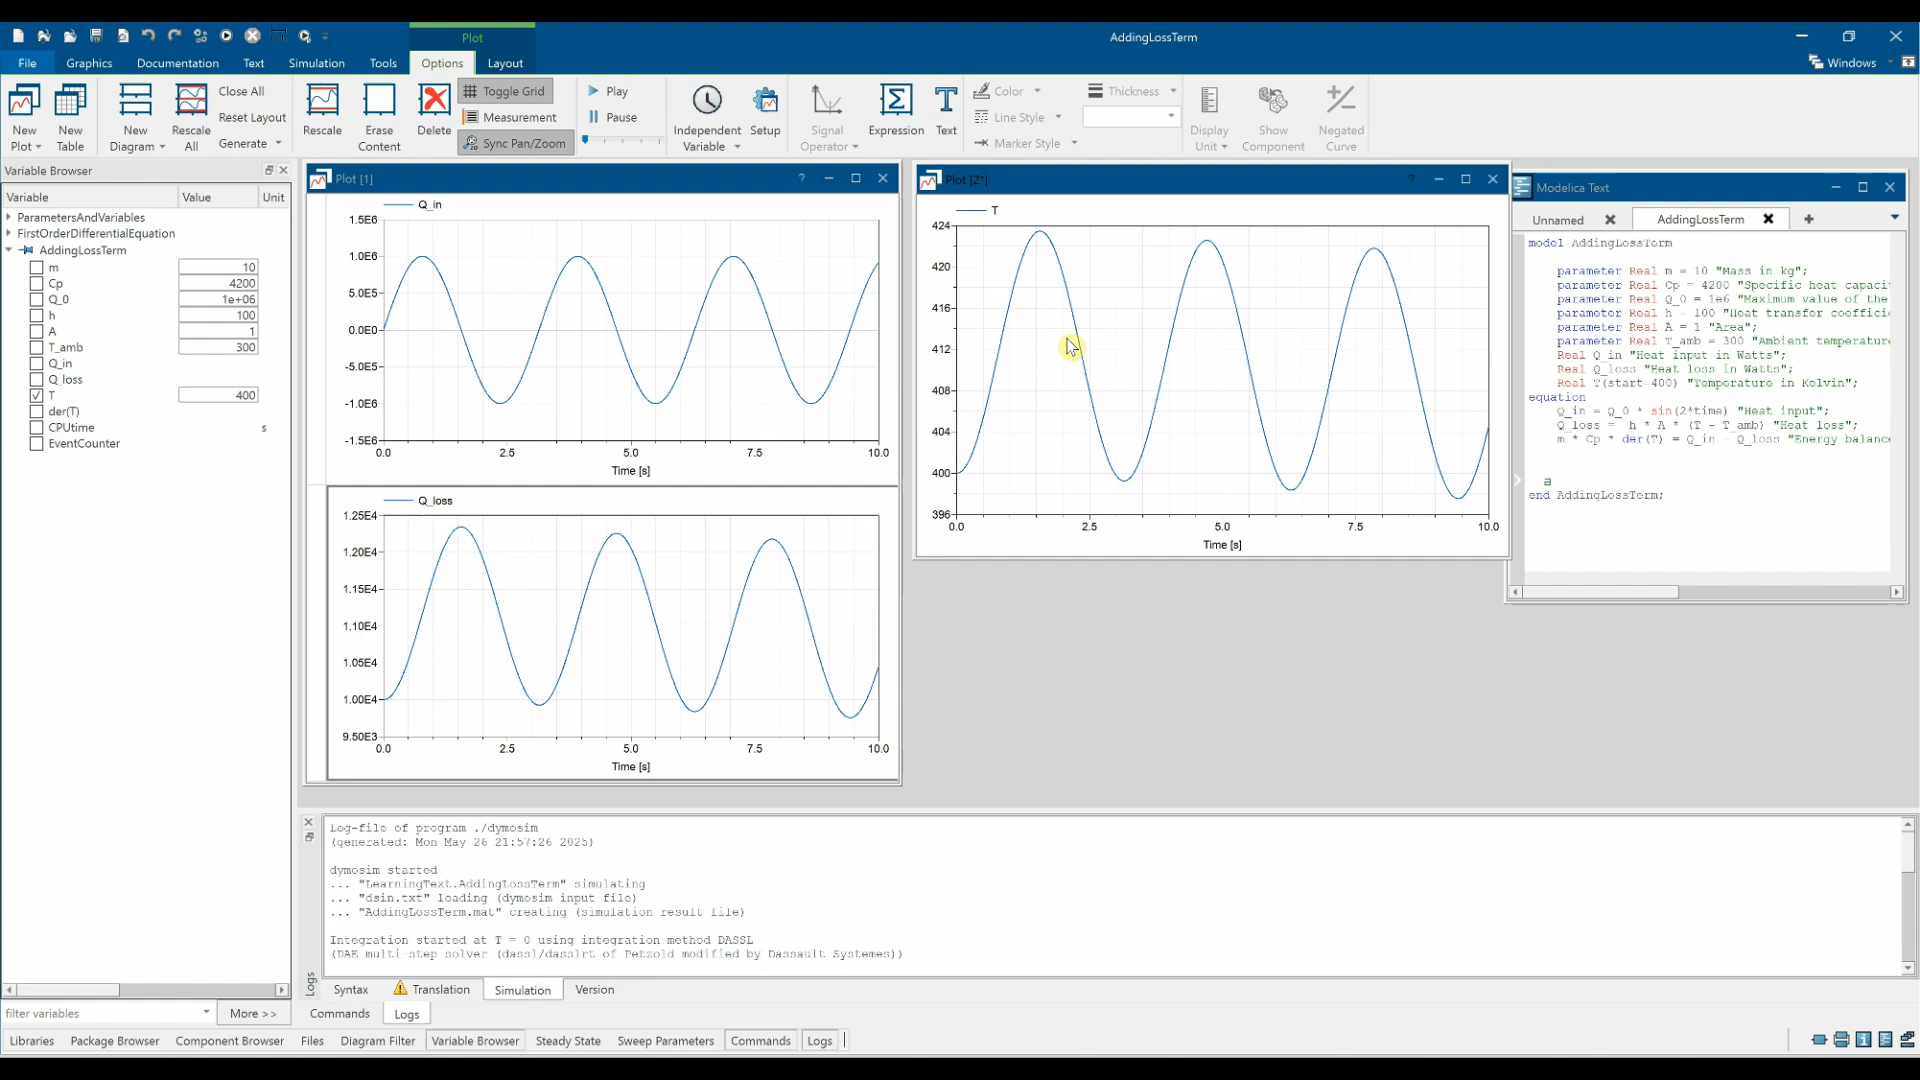 Plot
AddingLossTerm
File Graphics Documentation Text Simulation Tools Options Layout
Windows
New Plot
New Table
New Diagram
Rescale All
Close All
Reset Layout
Generate
Rescale
Erase Content
Delete
Toggle Grid
Measurement
Sync Pan/Zoom
Play
Pause
Independent Variable
Setup
Signal Operator
Expression
Text
Color
Line Style
Marker Style
Thickness
Display Unit
Show Component
Negated Curve
Variable Browser
Variable Value Unit
ParametersAndVariables
FirstOrderDifferentialEquation
AddingLossTerm
m 10
Cp 4200
Q_0 1e+06
h 100
A 1
T_amb 300
Q_in
Q_loss
T 400
der(T)
CPUtime s
EventCounter
filter variables
More >>
Plot [1]
?
Q_in
1.5E6
1.0E6
5.0E5
0.0E0
-5.0E5
-1.0E6
-1.5E6
0.0 2.5 5.0 7.5 10.0
Time [s]
Q_loss
1.25E4
1.20E4
1.15E4
1.10E4
1.05E4
1.00E4
9.50E3
0.0 2.5 5.0 7.5 10.0
Time [s]
Plot [2*]
?
T
424
420
416
412
408
404
400
396
0.0 2.5 5.0 7.5 10.0
Time [s]
Modelica Text
Unnamed AddingLossTerm
model AddingLossTerm
parameter Real m = 10 "Mass in kg";
parameter Real Cp = 4200 "Specific heat capaci
parameter Real Q_0 = 1e6 "Maximum value of the
parameter Real h = 100 "Heat transfer coeffici
parameter Real A = 1 "Area";
parameter Real T_amb = 300 "Ambient temperature
Real Q_in "Heat input in Watts";
Real Q_loss "Heat loss in Watts";
Real T(start=400) "Temperature in Kelvin";
equation
Q_in = Q_0 * sin(2*time) "Heat input";
Q_loss = h * A * (T - T_amb) "Heat loss";
m * Cp * der(T) = Q_in - Q_loss "Energy balance
a
end AddingLossTerm;
Log-file of program ./dymosim
(generated: Mon May 26 21:57:26 2025)
dymosim started
... "LearningText.AddingLossTerm" simulating
... "dsin.txt" loading (dymosim input file)
... "AddingLossTerm.mat" creating (simulation result file)
Integration started at T = 0 using integration method DASSL
(DAE multi-step solver (dassl/dasslrt of Petzold modified by Dassault Systemes))
Logs
Syntax Translation Simulation Version
Commands Logs
Libraries Package Browser Component Browser Files Diagram Filter Variable Browser Steady State Sweep Parameters Commands Logs